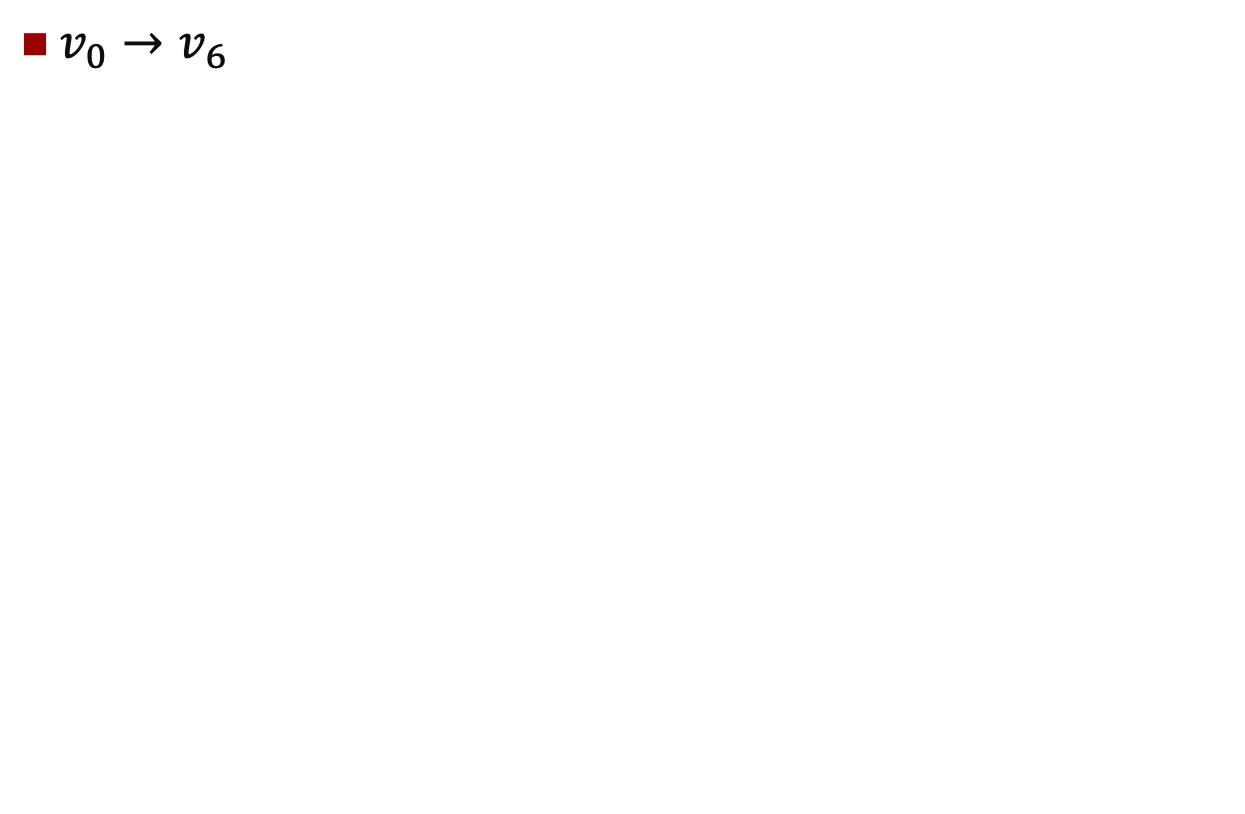 ■ v₀ → v₆